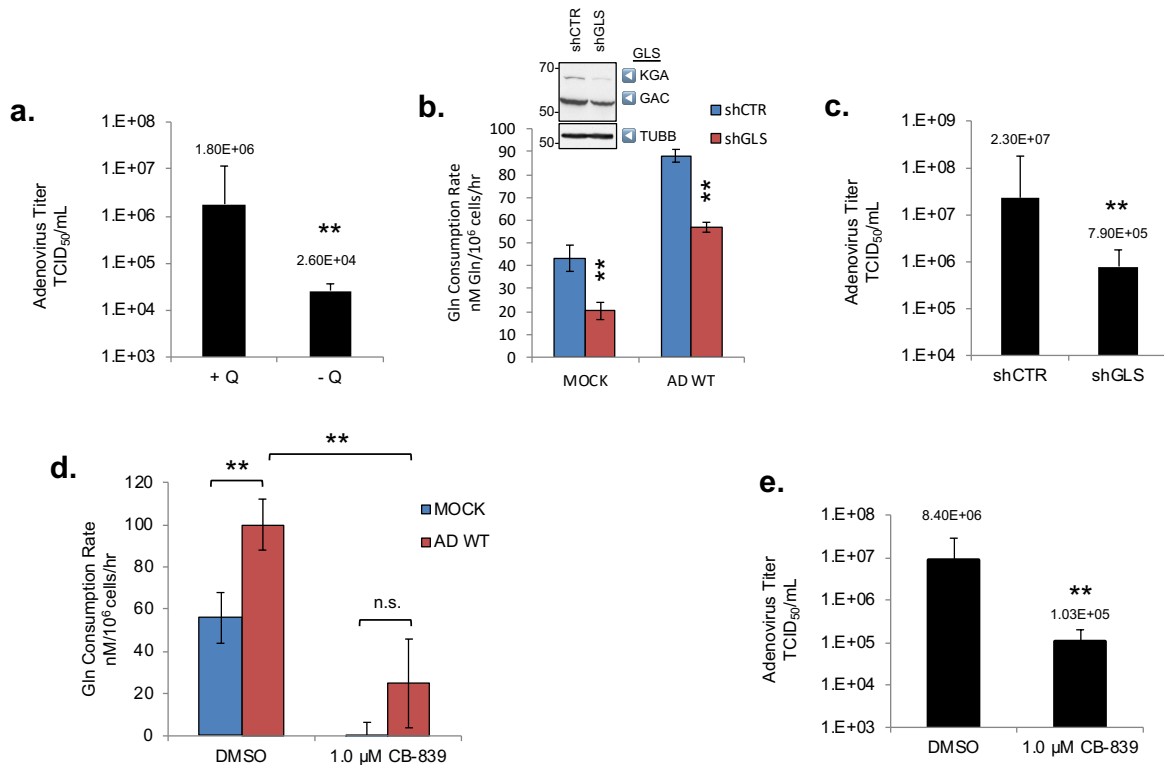 a.
Adenovirus Titer
TCID50/mL
1.E+08
1.E+07
1.E+06
1.E+05
1.E+04
1.E+03
1.80E+06
**
2.60E+04
+ Q
- Q
b.
shCTR
shGLS
GLS
70
KGA
GAC
50
50
TUBB
shCTR
shGLS
Gln Consumption Rate
nM Gln/10^6 cells/hr
100
90
80
70
60
50
40
30
20
10
0
**
**
MOCK
AD WT
c.
Adenovirus Titer
TCID50/mL
1.E+09
1.E+08
1.E+07
1.E+06
1.E+05
1.E+04
2.30E+07
**
7.90E+05
shCTR
shGLS
d.
Gln Consumption Rate
nM/10^6 cells/hr
120
100
80
60
40
20
0
**
**
n.s.
MOCK
AD WT
DMSO
1.0 µM CB-839
e.
Adenovirus Titer
TCID50/mL
1.E+08
1.E+07
1.E+06
1.E+05
1.E+04
1.E+03
8.40E+06
**
1.03E+05
DMSO
1.0 µM CB-839